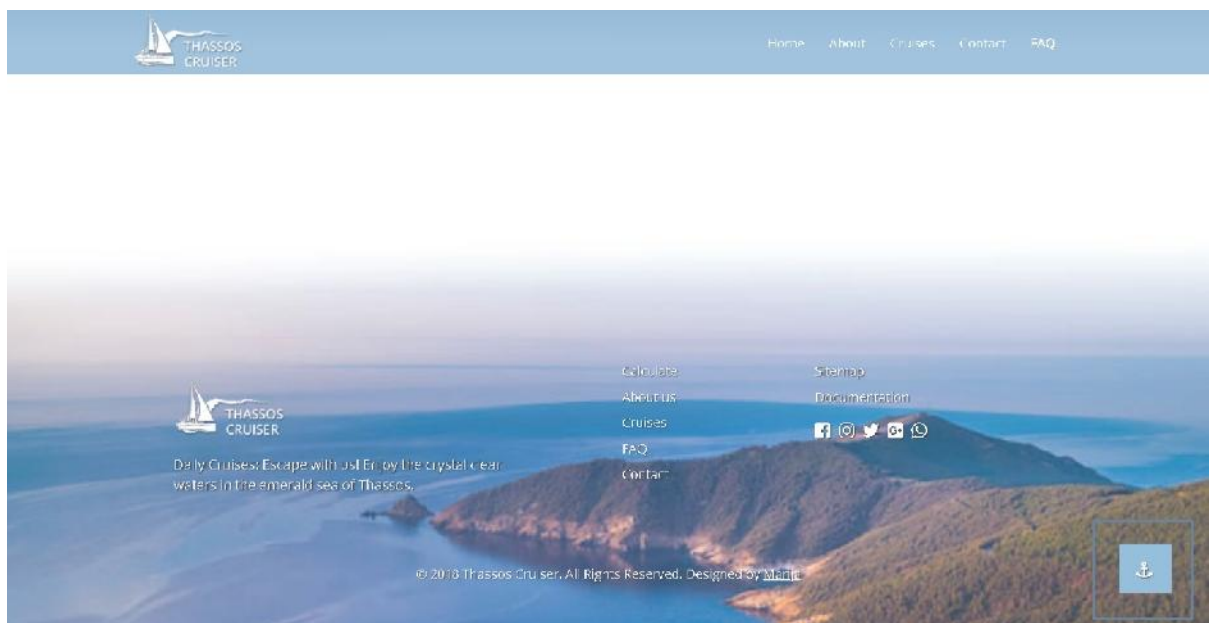 THASSOS
CRUISER
Home About Cruises Contact FAQ
THASSOS
CRUISER
Daily Cruises: Escape with us! Enjoy the crystal clear
waters in the emerald sea of Thassos.
Calculate
About us
Cruises
FAQ
Contact
Sitemap
Documentation
© 2018 Thassos Cruiser. All Rights Reserved. Designed by